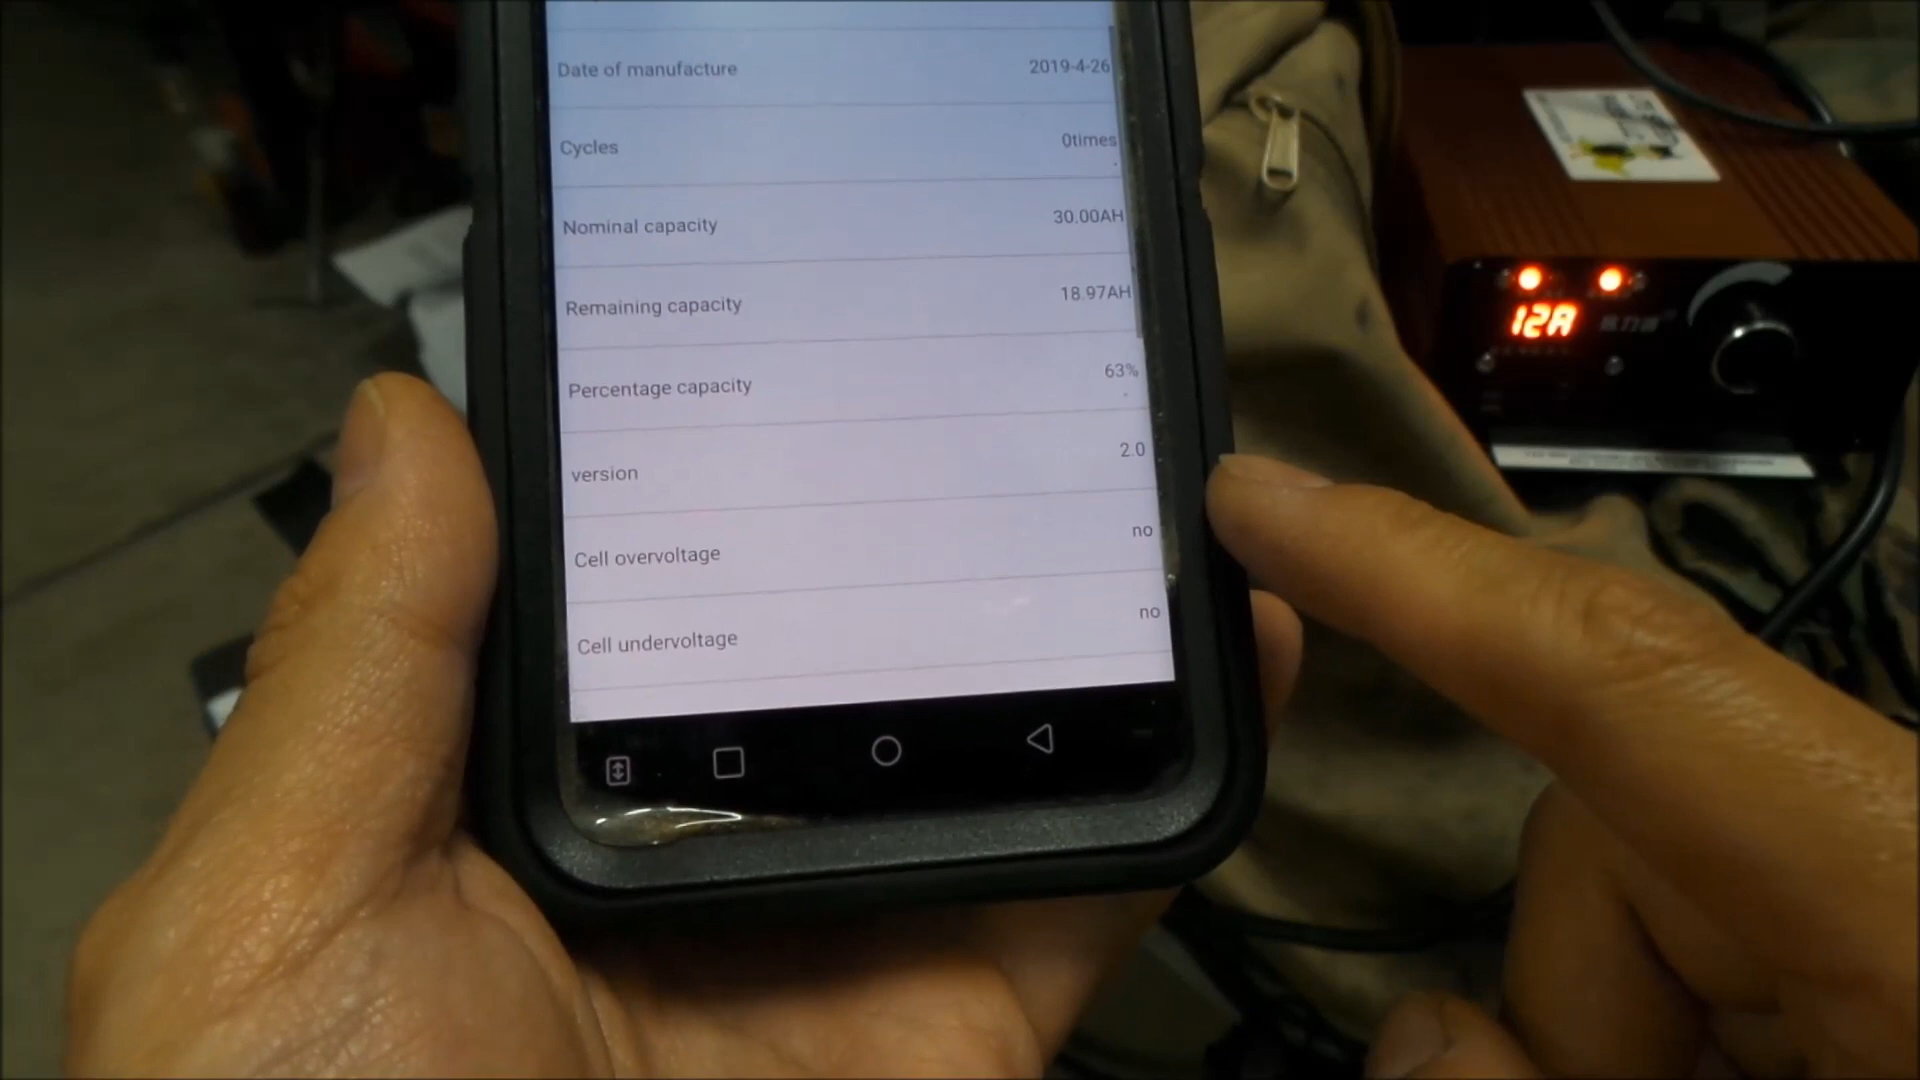 Date of manufacture 2019-4-26
Cycles 0times
Nominal capacity 30.00AH
Remaining capacity 18.97AH
Percentage capacity 63%
version 2.0
Cell overvoltage no
Cell undervoltage no
12A